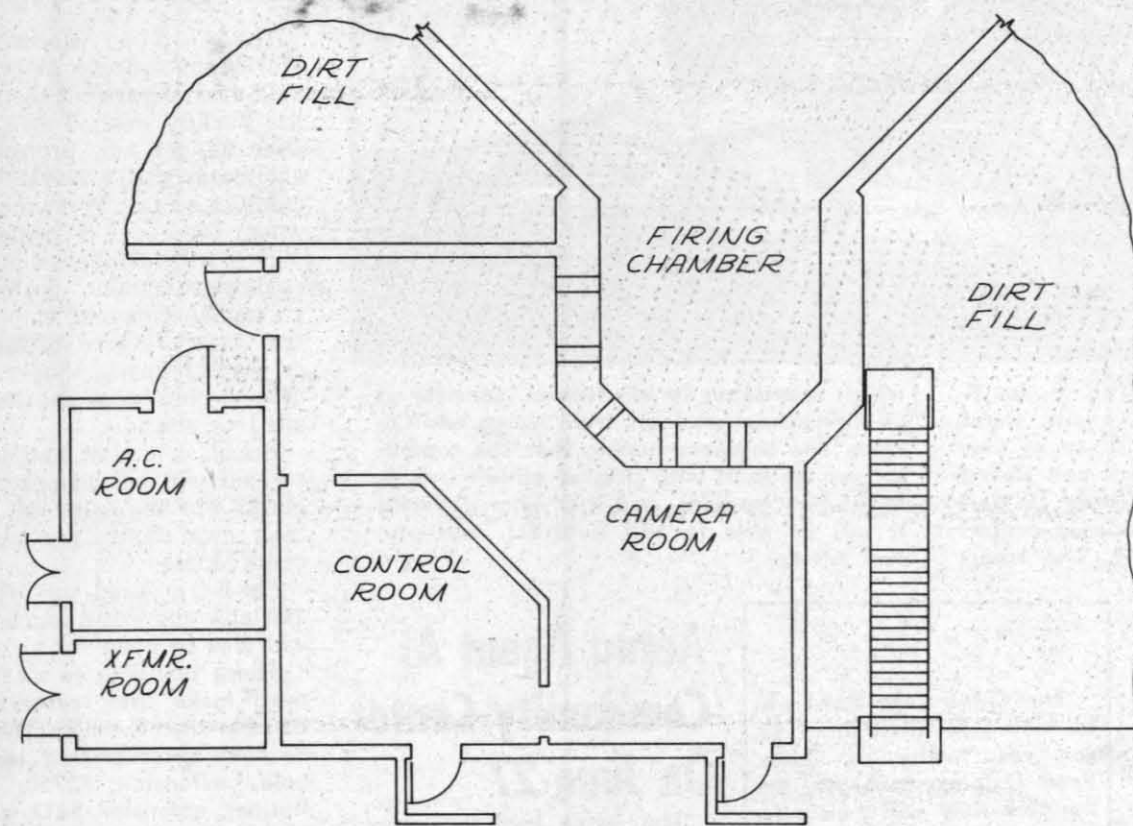 DIRT
FILL
FIRING
CHAMBER
DIRT
FILL
A.C.
ROOM
CAMERA
ROOM
CONTROL
ROOM
XFMR.
ROOM